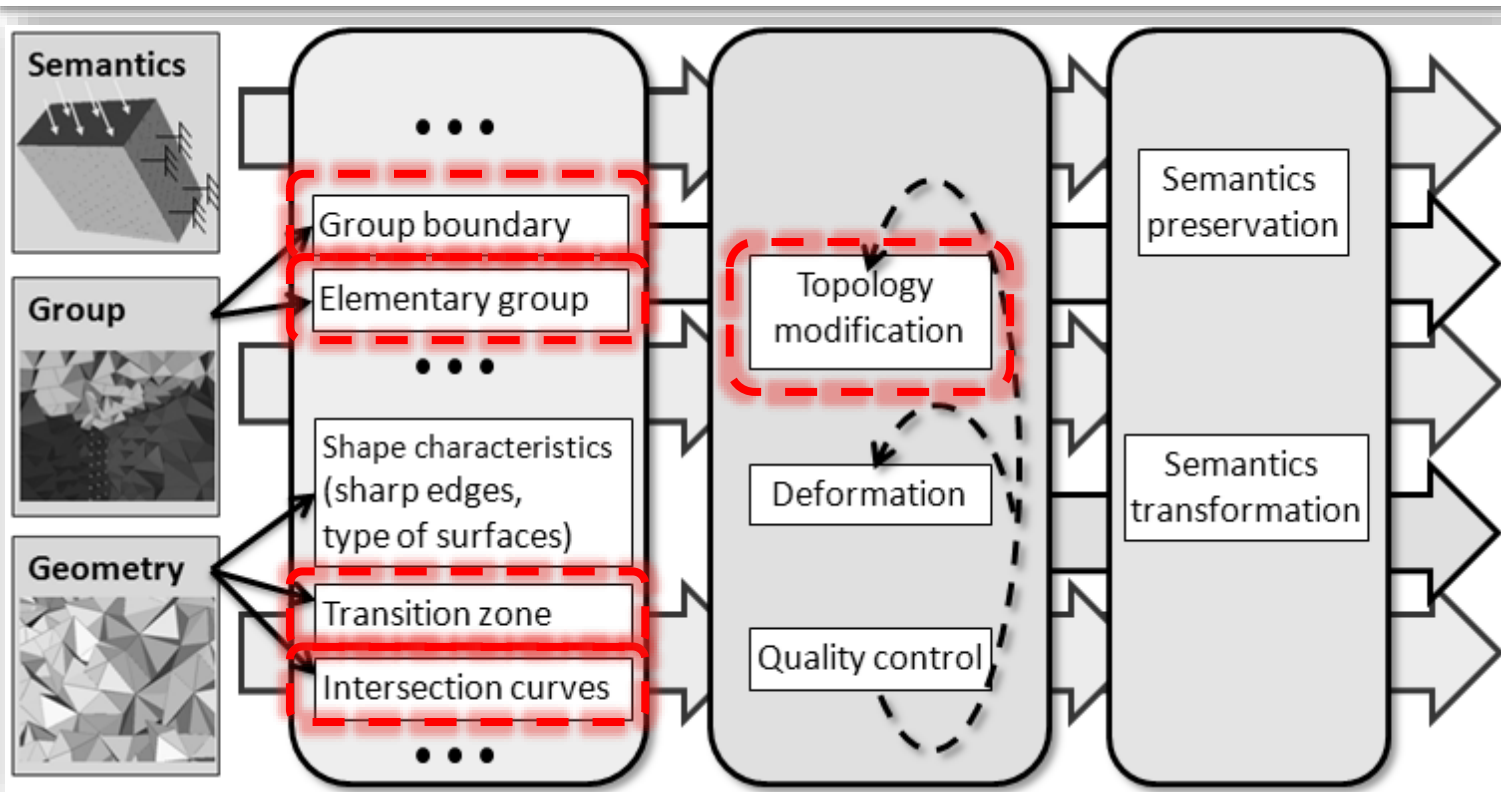 Semantics
Group
Geometry
• • •
Group boundary
Elementary group
• • •
Shape characteristics
(sharp edges,
type of surfaces)
Transition zone
Intersection curves
• • •
Topology
modification
Deformation
Quality control
Semantics
preservation
Semantics
transformation